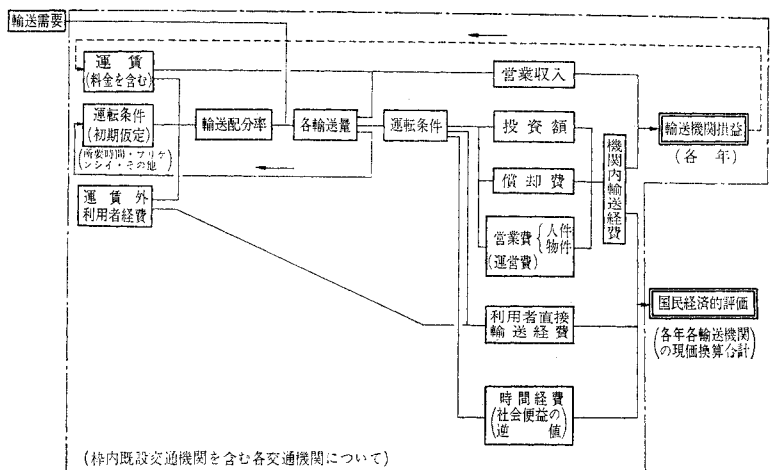 輸送需要
運賃
(料金を含む)
運転条件
(初期仮定)
(所要時間・フリケ
ンシイ・その他)
運賃外
利用者経費
輸送配分率
各輸送量
運転条件
営業収入
投資額
償却費
営業費{人件
物件
(運営費)
利用者直接
輸送経費
時間経費
(社会便益の
逆値)
機関内輸送経費
輸送機関損益
(各年)
国民経済的評価
(各年各輸送機関
の現価換算合計)
(枠内既設交通機関を含む各交通機関について)